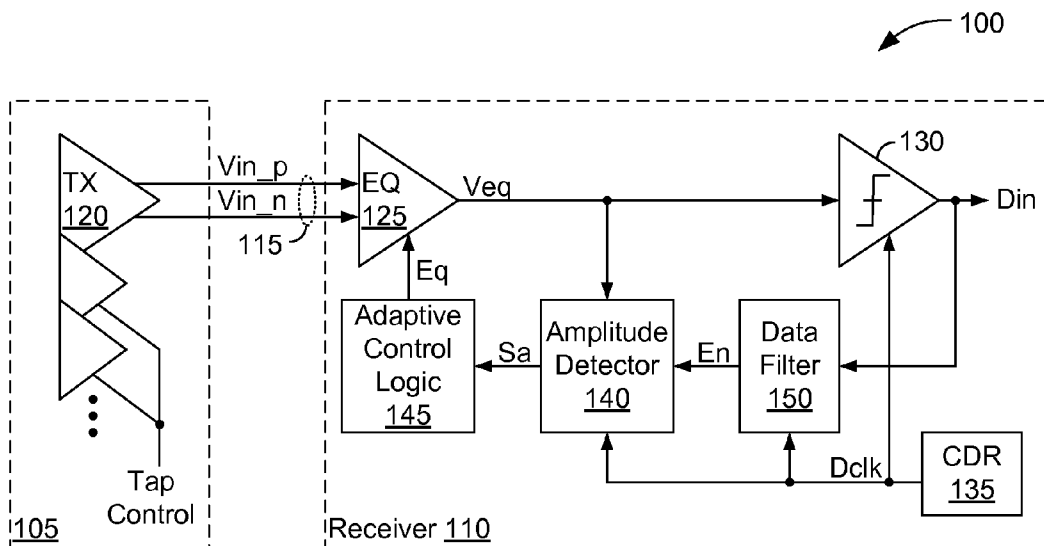 100
130
TX
120
Vin_p
Vin_n
115
EQ
125
Veq
Din
Eq
Adaptive
Control
Logic
145
Sa
Amplitude
Detector
140
En
Data
Filter
150
Dclk
CDR
135
Tap
Control
105
Receiver 110